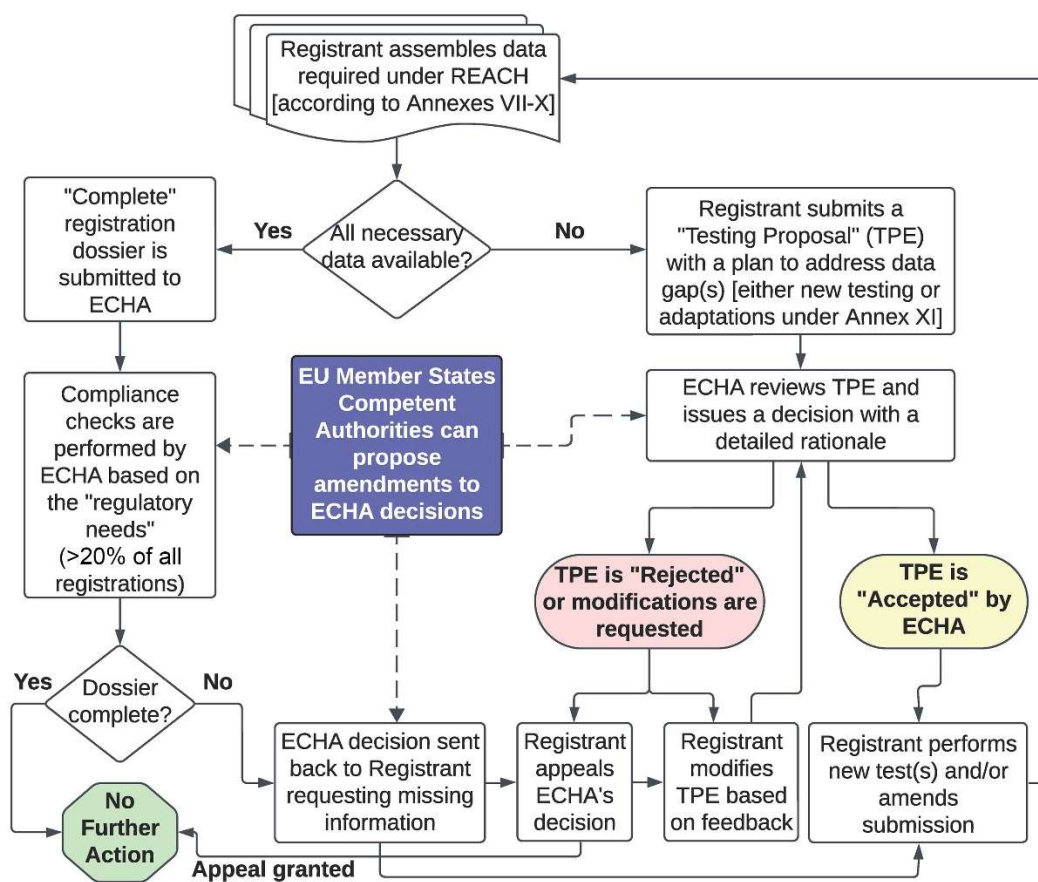 Registrant assembles data
required under REACH
[according to Annexes VII-X]
"Complete"
registration
dossier is
submitted to
ECHA
Yes
All necessary
data available?
No
Registrant submits a
"Testing Proposal" (TPE)
with a plan to address data
gap(s) [either new testing or
adaptations under Annex XI]
Compliance
checks are
performed by
ECHA based on
the "regulatory
needs"
(>20% of all
registrations)
EU Member States
Competent
Authorities can
propose
amendments to
ECHA decisions
ECHA reviews TPE and
issues a decision with a
detailed rationale
TPE is "Rejected"
or modifications are
requested
TPE is
"Accepted" by
ECHA
Yes
Dossier
complete?
No
ECHA decision sent
back to Registrant
requesting missing
information
Registrant
appeals
ECHA's
decision
Registrant
modifies
TPE based
on feedback
Registrant performs
new test(s) and/or
amends
submission
No
Further
Action
Appeal granted